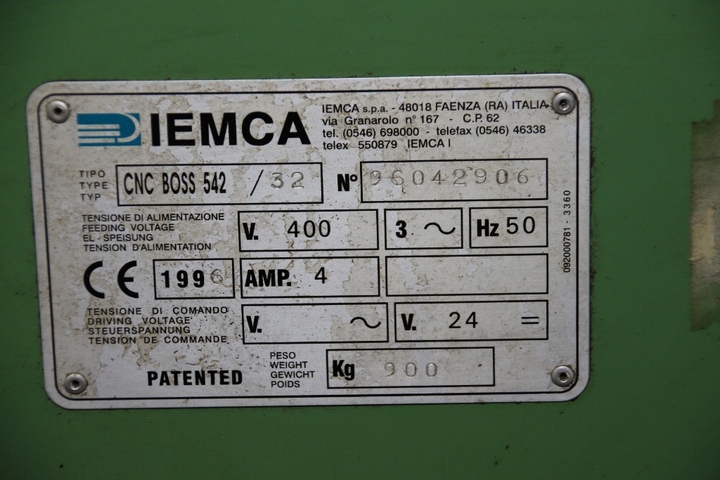 IEMCA
IEMCA s.p.a. - 48018 FAENZA (RA) ITALIA
via Granarolo n° 167 - C.P. 62
tel. (0546) 698000 - telefax (0546) 46338
telex 550879 IEMCA I
TIPO
TYPE
TYP
CNC BOSS 542 /32
N° 96042906
TENSIONE DI ALIMENTAZIONE
FEEDING VOLTAGE
EL - SPEISUNG
TENSION D'ALIMENTATION
V. 400
3 ~
Hz 50
CE
1996
AMP. 4
TENSIONE DI COMANDO
DRIVING VOLTAGE
STEUERSPANNUNG
TENSION DE COMMANDE
V. ~
V. 24 =
PATENTED
PESO
WEIGHT
GEWICHT
POIDS
Kg 900
092000781 - 3360